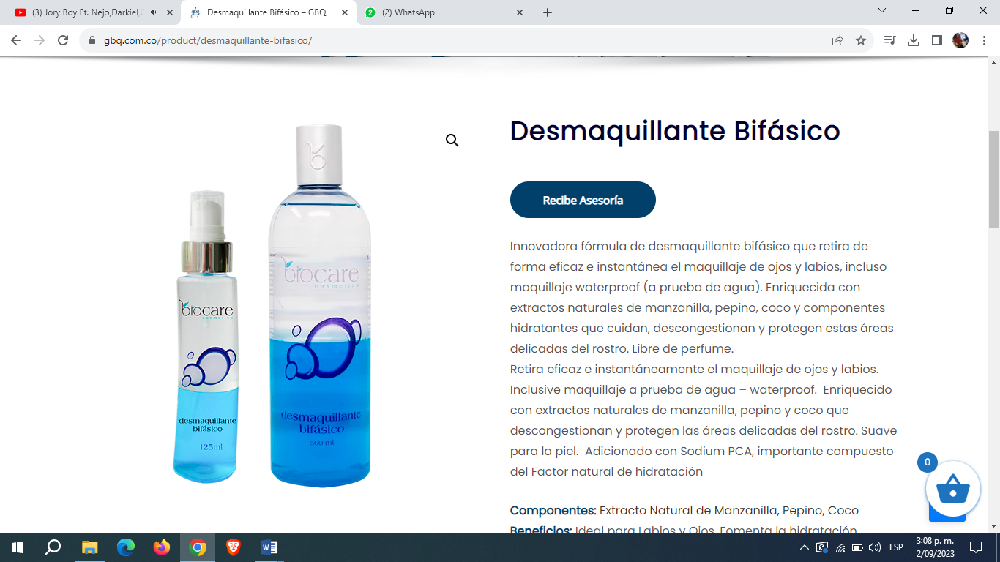 (3) Jory Boy Ft. Nejo,Darkiel,
Desmaquillante Bifásico – GBQ
2
(2) WhatsApp
gbq.com.co/product/desmaquillante-bifasico/
Desmaquillante Bifásico
Recibe Asesoría
Innovadora fórmula de desmaquillante bifásico que retira de
forma eficaz e instantánea el maquillaje de ojos y labios, incluso
maquillaje waterproof (a prueba de agua). Enriquecida con
extractos naturales de manzanilla, pepino, coco y componentes
hidratantes que cuidan, descongestionan y protegen estas áreas
delicadas del rostro. Libre de perfume.
Retira eficaz e instantáneamente el maquillaje de ojos y labios.
Inclusive maquillaje a prueba de agua – waterproof. Enriquecido
con extractos naturales de manzanilla, pepino y coco que
descongestionan y protegen las áreas delicadas del rostro. Suave
para la piel. Adicionado con Sodium PCA, importante compuesto
del Factor natural de hidratación
Componentes: Extracto Natural de Manzanilla, Pepino, Coco
Beneficios: Ideal para Labios y Ojos, Fomenta la hidratación
biocare
cosmetics
desmaquillante
bifásico
125ml
biocare
cosmetics
desmaquillante
bifásico
500 ml
0
ESP
3:08 p. m.
2/09/2023